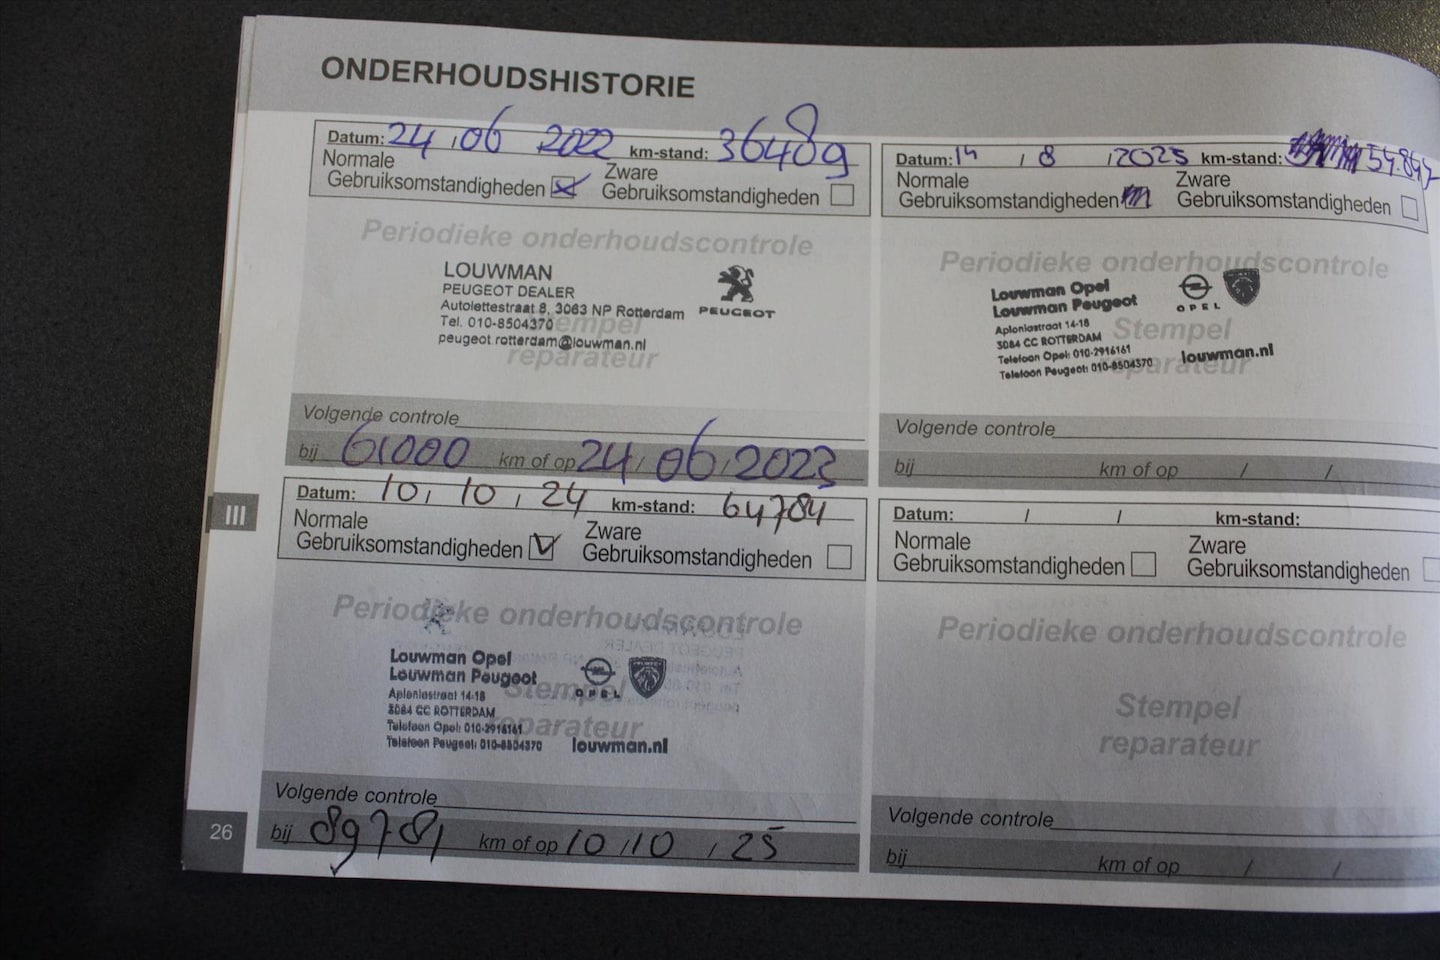 ONDERHOUDSHISTORIE
Datum: 24 / 06 2022 km-stand: 36489
Normale Gebruiksomstandigheden
Zware Gebruiksomstandigheden
Periodieke onderhoudscontrole
LOUWMAN
PEUGEOT DEALER
Autolettestraat 8, 3063 NP Rotterdam
Tel. 010-8504370
peugeot.rotterdam@louwman.nl
PEUGEOT
Stempel
reparateur
Volgende controle
bij 61000 km of op 24 / 06 / 2023
Datum: 14 / 8 / 2025 km-stand:
Normale Gebruiksomstandigheden
Zware Gebruiksomstandigheden
Periodieke onderhoudscontrole
Louwman Opel
Louwman Peugeot
Aploniastraat 14-18
3084 CC ROTTERDAM
Telefoon Opel: 010-2916161
Telefoon Peugeot: 010-8504370
OPEL
louwman.nl
Stempel
reparateur
Volgende controle
bij km of op / /
III
Datum: 10 / 10 / 24 km-stand: 64784
Normale Gebruiksomstandigheden
Zware Gebruiksomstandigheden
Periodieke onderhoudscontrole
Louwman Opel
Louwman Peugeot
Aploniastraat 14-18
3084 CC ROTTERDAM
Telefoon Opel: 010-2916161
Telefoon Peugeot: 010-8504370
OPEL
louwman.nl
Stempel
reparateur
Volgende controle
bij 89781 km of op 10 / 10 / 25
Datum: / / km-stand:
Normale Gebruiksomstandigheden
Zware Gebruiksomstandigheden
Periodieke onderhoudscontrole
Stempel
reparateur
Volgende controle
bij km of op / /
26